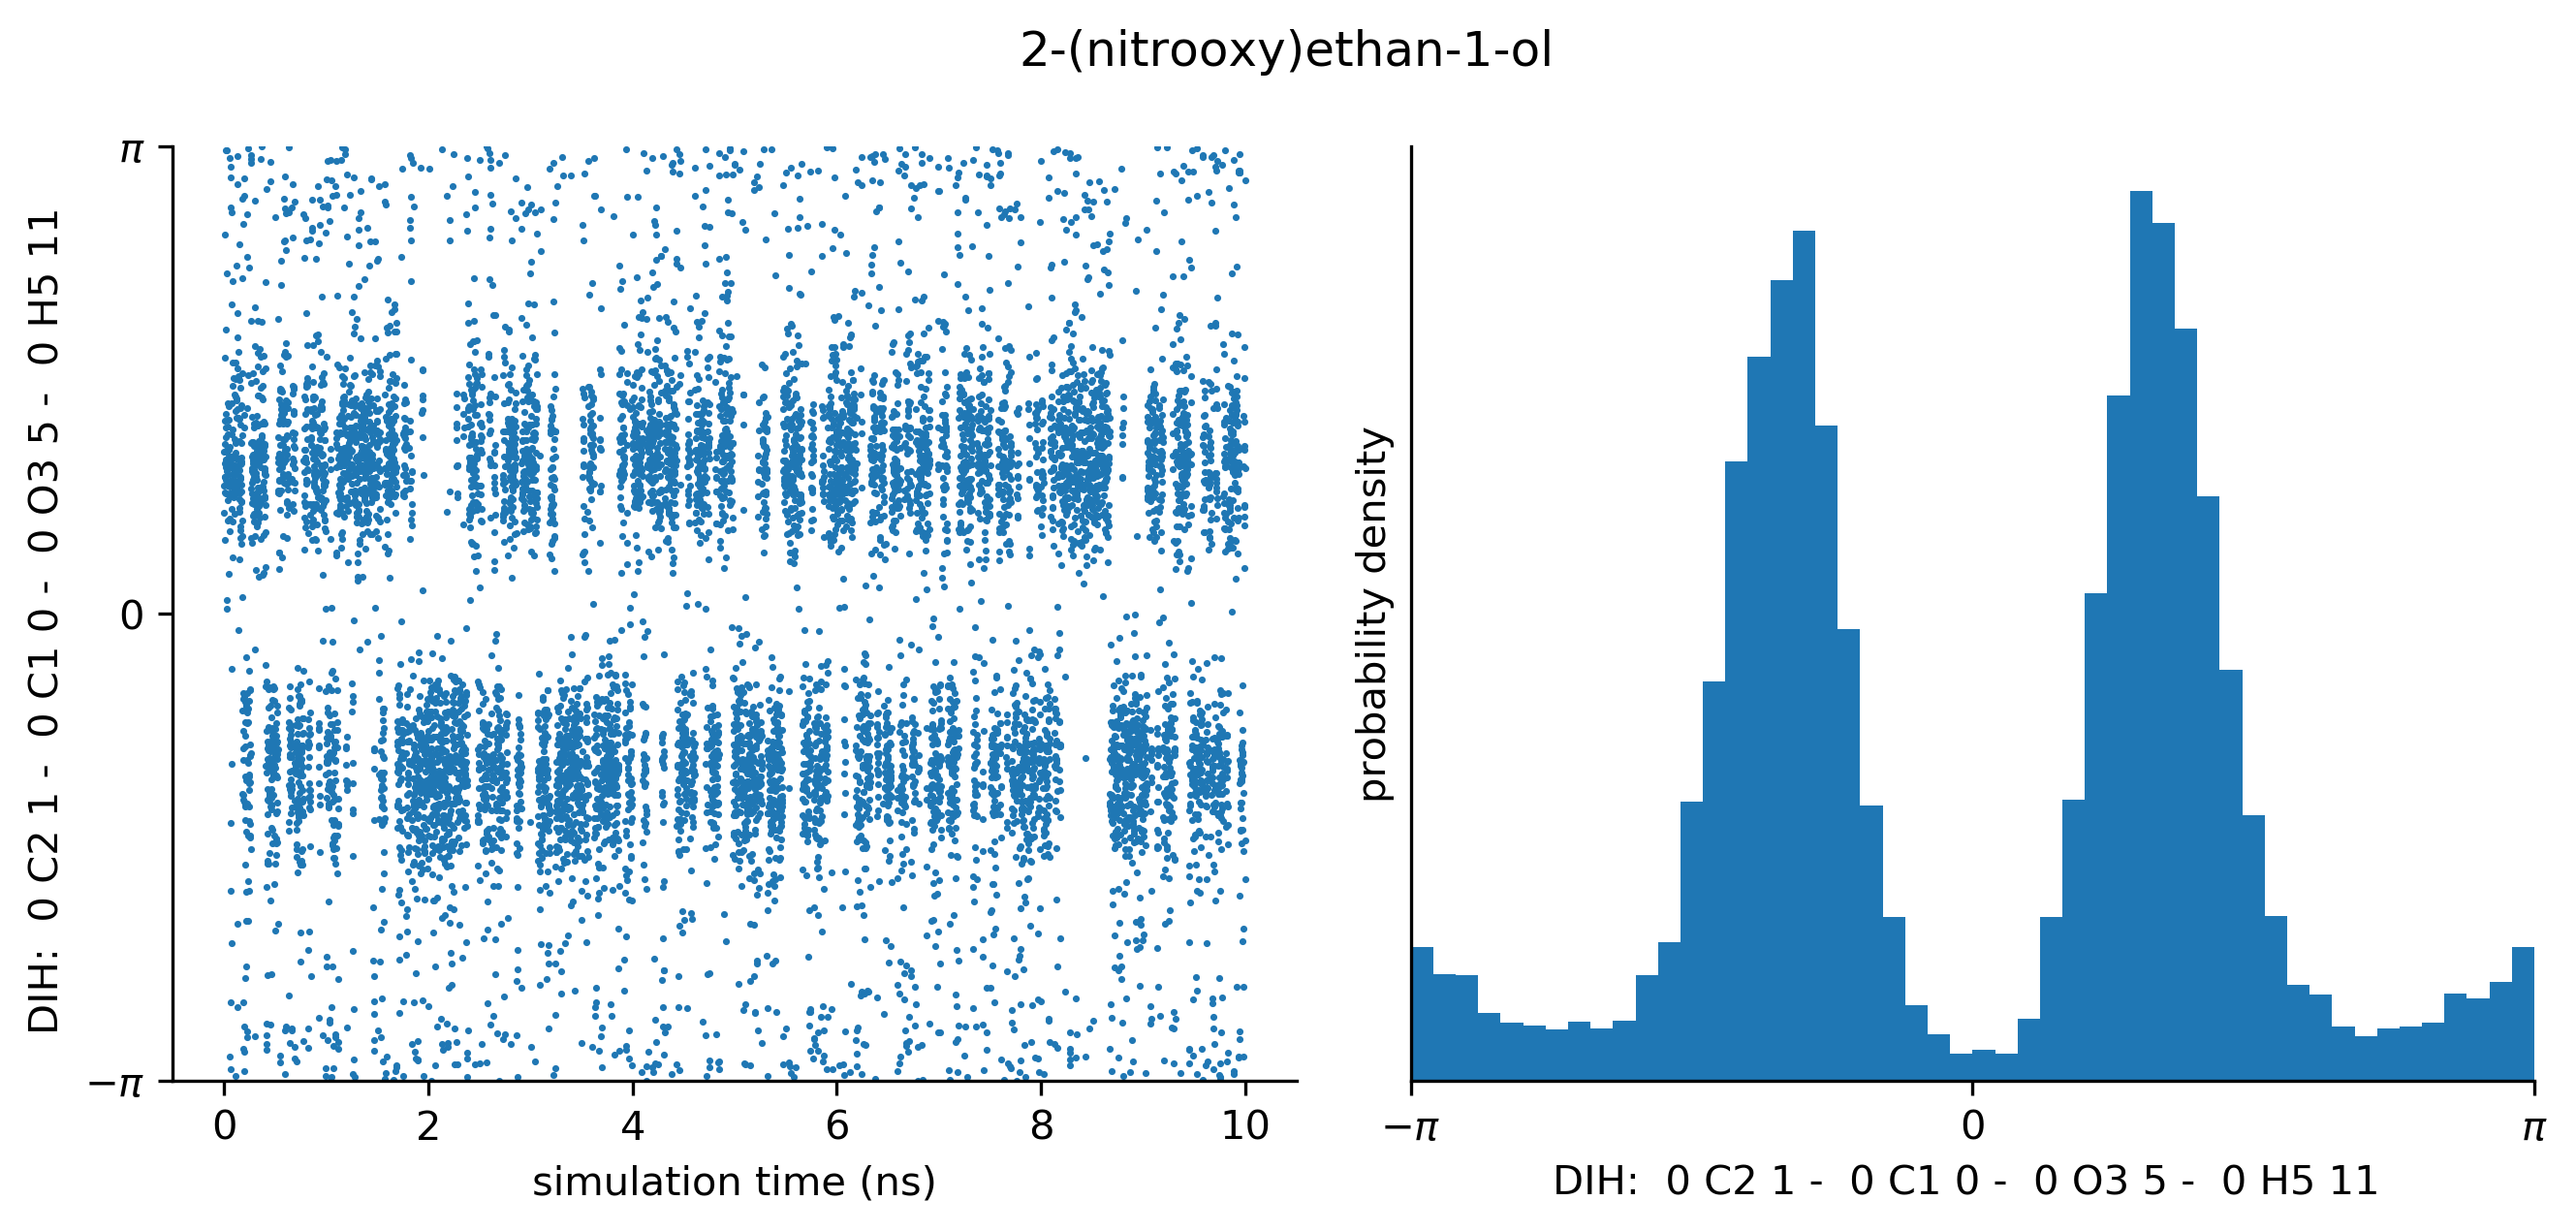 2-(nitrooxy)ethan-1-ol
DIH:  0 C2 1 -  0 C1 0 -  0 O3 5 -  0 H5 11
π
0
−π
0 2 4 6 8 10
simulation time (ns)
probability density
−π 0 π
DIH:  0 C2 1 -  0 C1 0 -  0 O3 5 -  0 H5 11